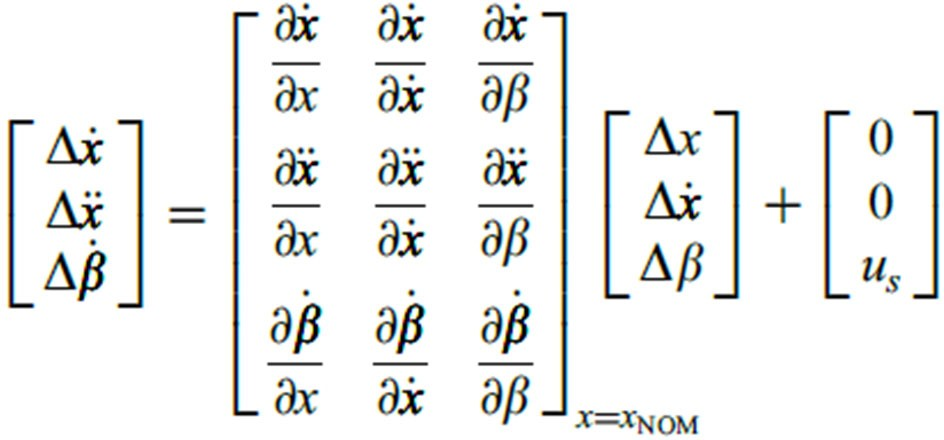 ∂ẋ ∂ẋ ∂ẋ
∂x ∂ẋ ∂β
Δẋ Δx 0
∂ẍ ∂ẍ ∂ẍ
Δẍ = Δẋ + 0
∂x ∂ẋ ∂β
Δβ̇ Δβ u_s
∂β̇ ∂β̇ ∂β̇
∂x ∂ẋ ∂β
x=x_NOM